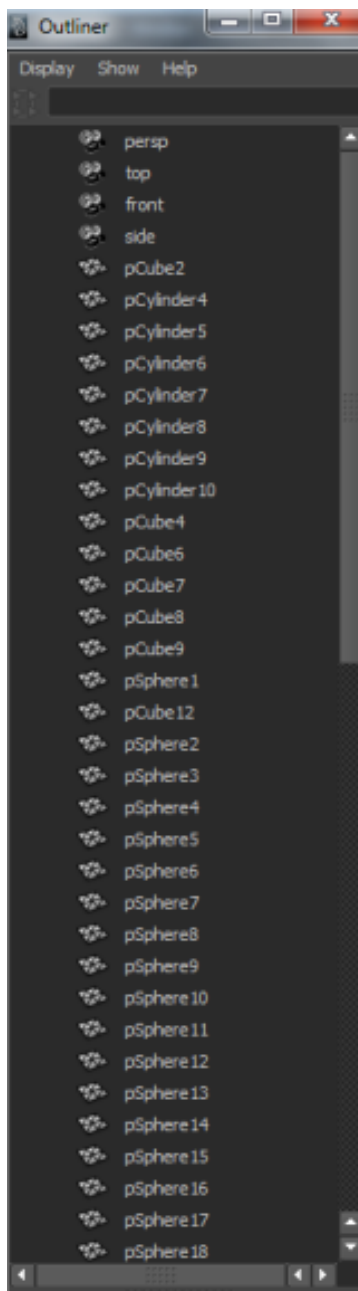 Outliner
Display Show Help
persp
top
front
side
pCube2
pCylinder4
pCylinder5
pCylinder6
pCylinder7
pCylinder8
pCylinder9
pCylinder10
pCube4
pCube6
pCube7
pCube8
pCube9
pSphere1
pCube12
pSphere2
pSphere3
pSphere4
pSphere5
pSphere6
pSphere7
pSphere8
pSphere9
pSphere10
pSphere11
pSphere12
pSphere13
pSphere14
pSphere15
pSphere16
pSphere17
pSphere18